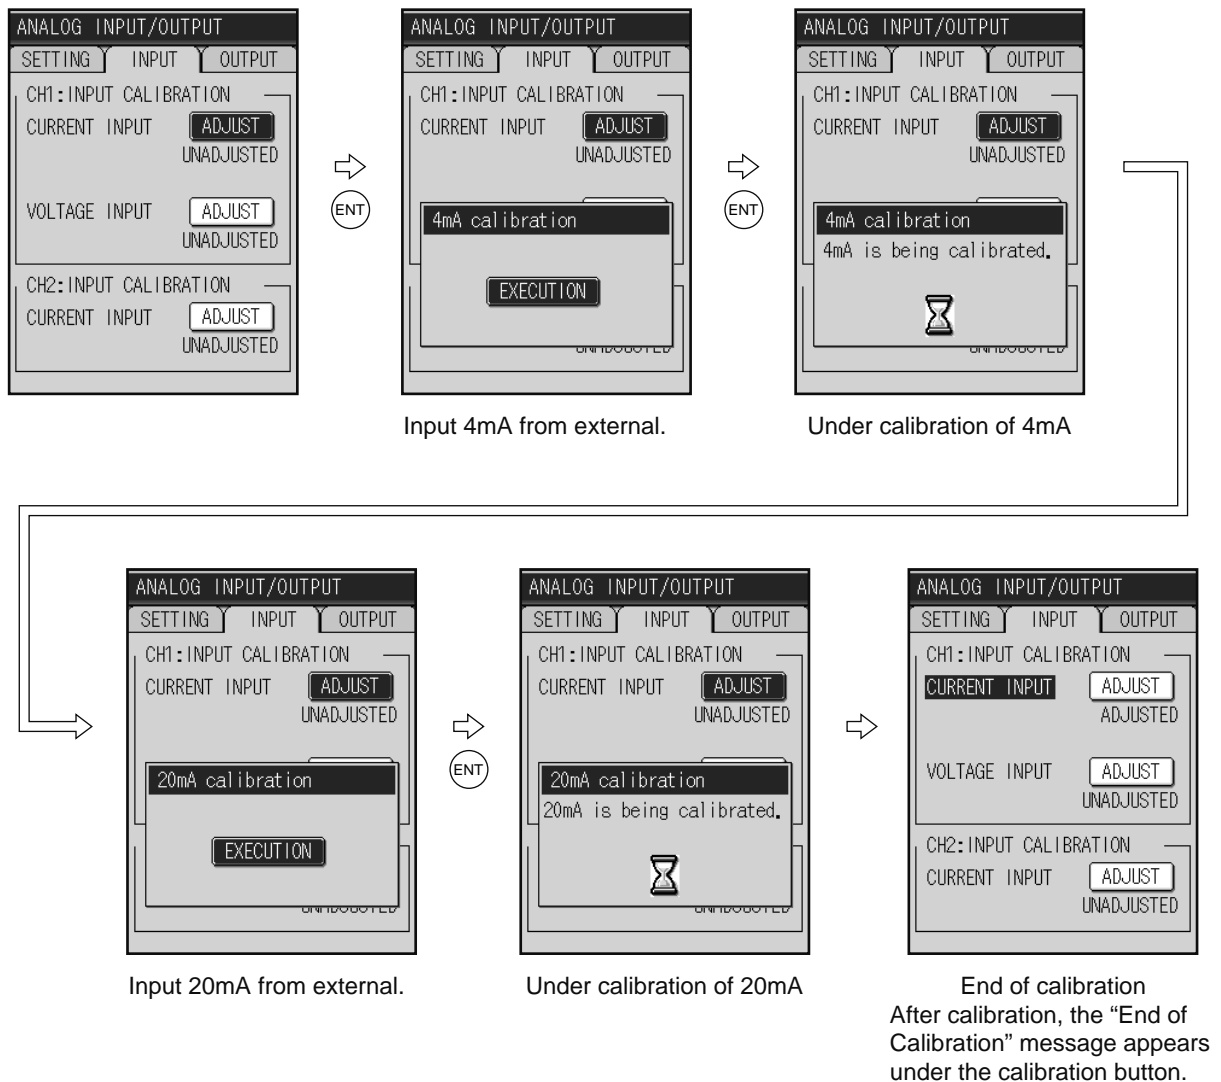 ANALOG INPUT/OUTPUT
SETTING INPUT OUTPUT
CH1:INPUT CALIBRATION
CURRENT INPUT ADJUST
UNADJUSTED
VOLTAGE INPUT ADJUST
UNADJUSTED
CH2:INPUT CALIBRATION
CURRENT INPUT ADJUST
UNADJUSTED
ENT
ANALOG INPUT/OUTPUT
SETTING INPUT OUTPUT
CH1:INPUT CALIBRATION
CURRENT INPUT ADJUST
UNADJUSTED
4mA calibration
EXECUTION
UNADJUSTED
Input 4mA from external.
ENT
ANALOG INPUT/OUTPUT
SETTING INPUT OUTPUT
CH1:INPUT CALIBRATION
CURRENT INPUT ADJUST
UNADJUSTED
4mA calibration
4mA is being calibrated.
UNADJUSTED
Under calibration of 4mA
ANALOG INPUT/OUTPUT
SETTING INPUT OUTPUT
CH1:INPUT CALIBRATION
CURRENT INPUT ADJUST
UNADJUSTED
20mA calibration
EXECUTION
UNADJUSTED
Input 20mA from external.
ENT
ANALOG INPUT/OUTPUT
SETTING INPUT OUTPUT
CH1:INPUT CALIBRATION
CURRENT INPUT ADJUST
UNADJUSTED
20mA calibration
20mA is being calibrated.
UNADJUSTED
Under calibration of 20mA
ANALOG INPUT/OUTPUT
SETTING INPUT OUTPUT
CH1:INPUT CALIBRATION
CURRENT INPUT ADJUST
ADJUSTED
VOLTAGE INPUT ADJUST
UNADJUSTED
CH2:INPUT CALIBRATION
CURRENT INPUT ADJUST
UNADJUSTED
End of calibration
After calibration, the “End of
Calibration” message appears
under the calibration button.